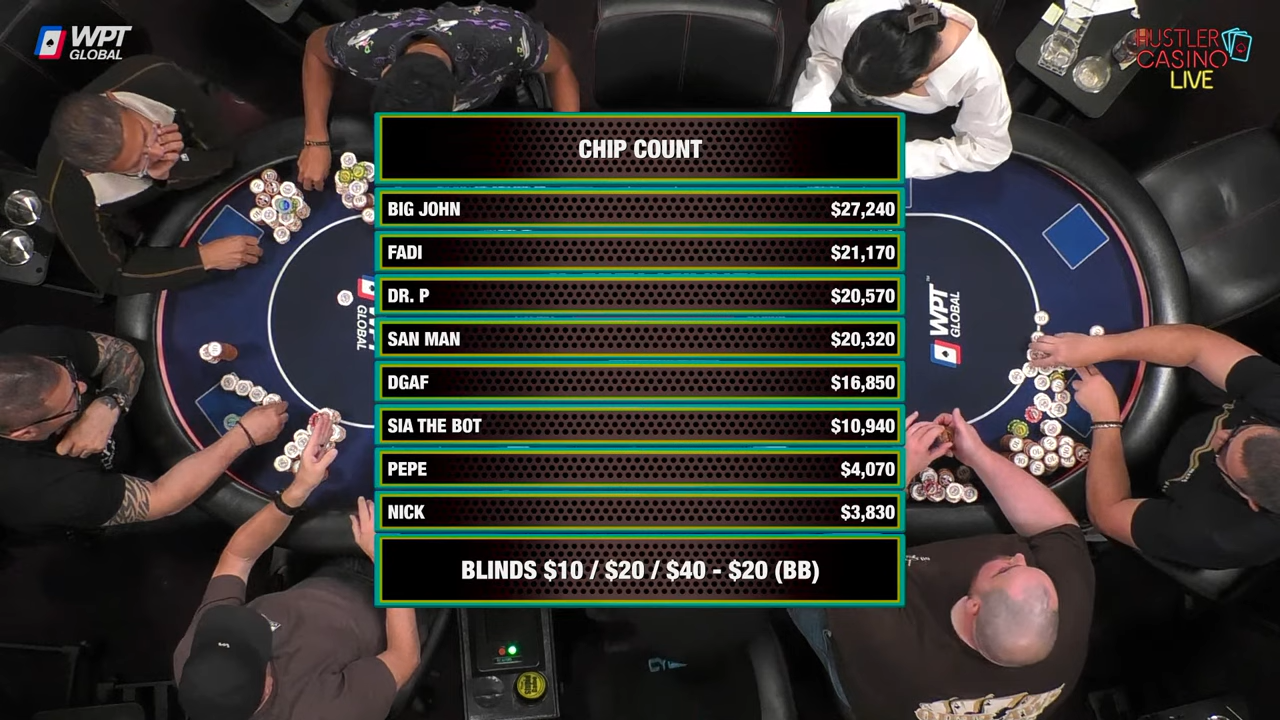 WPT
GLOBAL
HUSTLER
CASINO
LIVE
CHIP COUNT
BIG JOHN $27,240
FADI $21,170
DR. P $20,570
SAN MAN $20,320
DGAF $16,850
SIA THE BOT $10,940
PEPE $4,070
NICK $3,830
BLINDS $10 / $20 / $40 - $20 (BB)
WPT
GLOBAL
GLOBAL